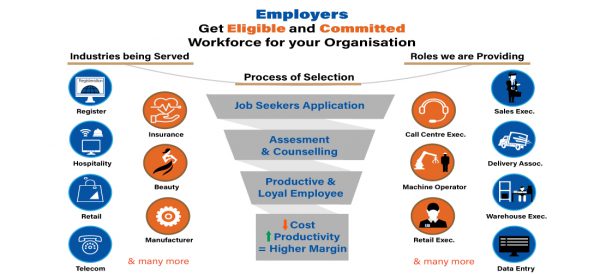 Employers
Get Eligible and Committed
Workforce for your Organisation
Industries being Served
Process of Selection
Roles we are Providing
Registration
Register
Insurance
Hospitality
Beauty
Retail
Manufacturer
Telecom
& many more
Job Seekers Application
Assesment
& Counselling
Productive &
Loyal Employee
Cost
Productivity
= Higher Margin
Call Centre Exec.
Sales Exec.
Machine Operator
Delivery Assoc.
Retail Exec.
Warehouse Exec.
& many more
Data Entry